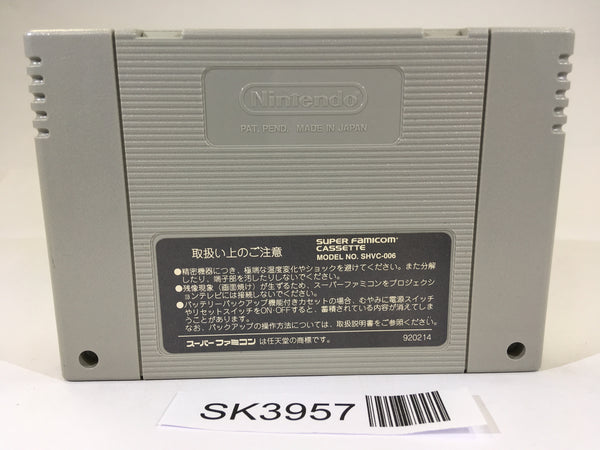 Nintendo
PAT. PEND. MADE IN JAPAN
取扱い上のご注意
SUPER FAMICOM
CASSETTE
MODEL NO. SHVC-006
●精密機器につき、極端な温度変化やショックを避けてください。また分解
したり、端子部を汚したりしないでください。
●残像現象(画面焼け)が生ずるため、スーパーファミコンをプロジェクシ
ョンテレビには接続しないでください。
●バッテリーバックアップ機能付きカセットの場合、むやみに電源スイッチ
やリセットスイッチをON・OFFすると、蓄積されている内容が消えてしま
うことがあります。
なお、バックアップの操作方法については、取扱説明書をご参照ください。
スーパーファミコン は任天堂の商標です。
920214
SK3957